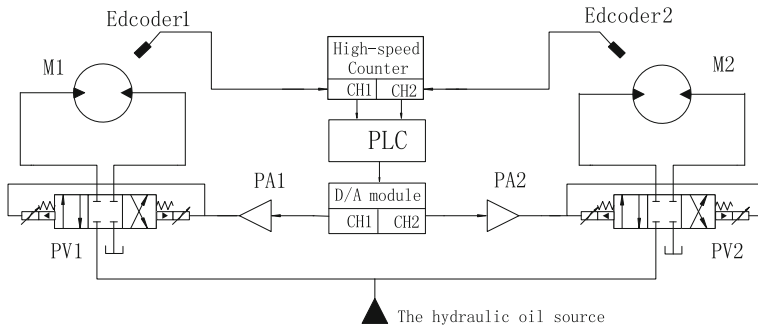 Edcoder1
Edcoder2
High-speed
Counter
CH1 CH2
M1
M2
PLC
PA1
D/A module
PA2
CH1 CH2
PV1
PV2
The hydraulic oil source